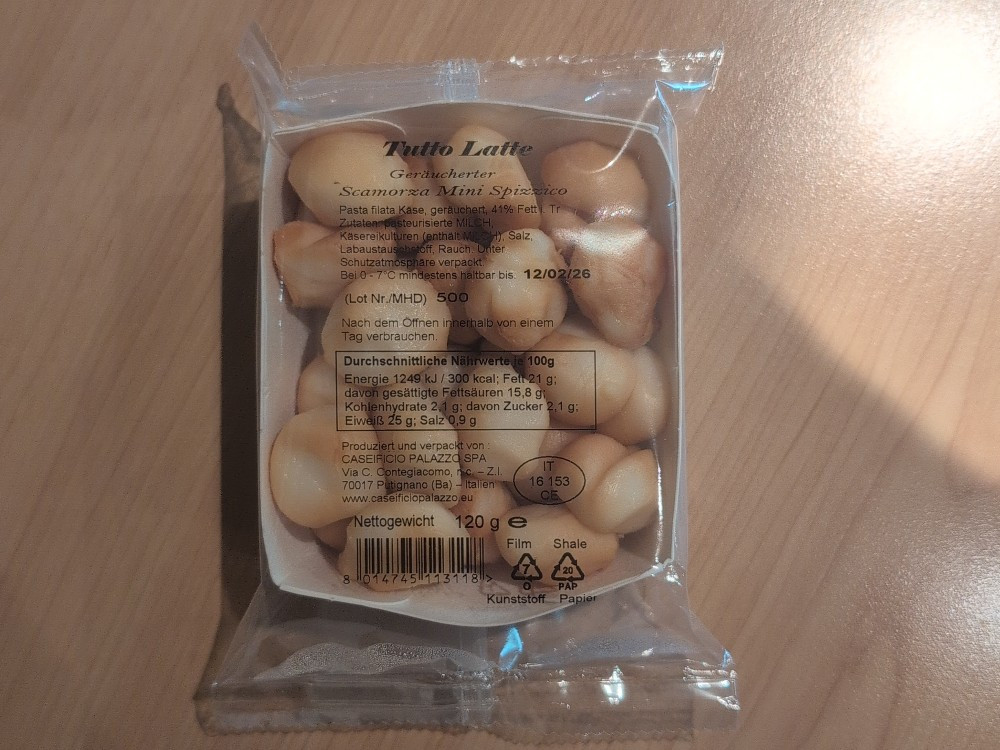 Tutto Latte
Geräucherter
Scamorza Mini Spizzico
Pasta filata Käse, geräuchert, 41% Fett i. Tr.
Zutaten: pasteurisierte MILCH,
Käsereikulturen (enthält MILCH), Salz,
Labaustauschstoff, Rauch. Unter
Schutzatmosphäre verpackt.
Bei 0 - 7°C mindestens haltbar bis: 12/02/26
(Lot Nr./MHD) 500
Nach dem Öffnen innerhalb von einem
Tag verbrauchen.
Durchschnittliche Nährwerte je 100g
Energie 1249 kJ / 300 kcal; Fett 21 g;
davon gesättigte Fettsäuren 15,8 g;
Kohlenhydrate 2,1 g; davon Zucker 2,1 g;
Eiweiß 25 g; Salz 0,9 g
Produziert und verpackt von :
CASEIFICIO PALAZZO SPA
Via C. Contegiacomo, n.c. – Z.I.
70017 Putignano (Ba) – Italien
www.caseificiopalazzo.eu
IT
16 153
CE
Nettogewicht 120 g e
8 014745 113118 >
Film Shale
7 20
O PAP
Kunststoff Papier